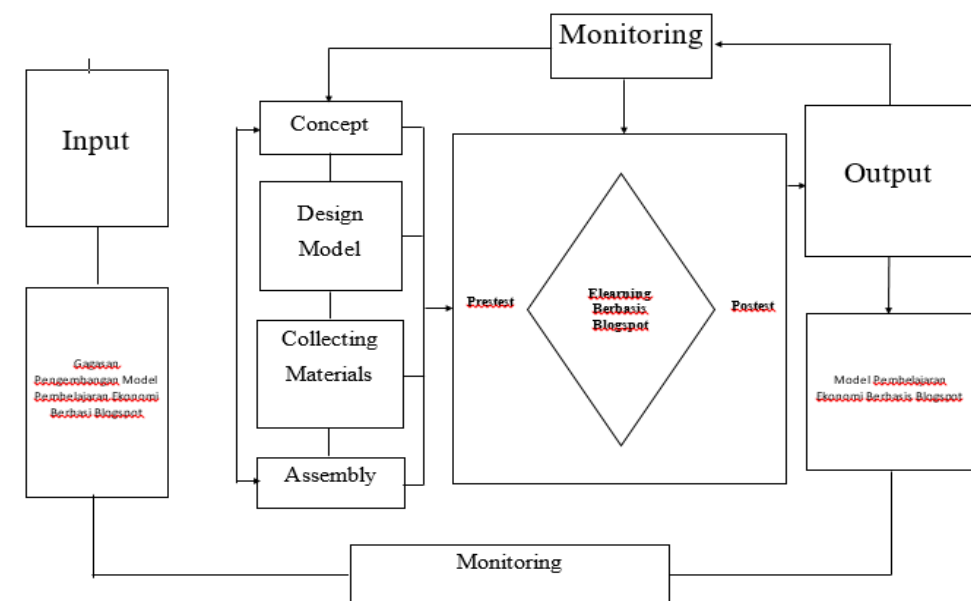 Monitoring
Input
Concept
Output
Design
Model
Prestest
Elearning
Berbasis
Blogspot
Postest
Collecting
Materials
Gagasan
Pengembangan Model
Pembelajaran Ekonomi
Berbasi Blogspot
Model Pembelajaran
Ekonomi Berbasis Blogspot
Assembly
Monitoring